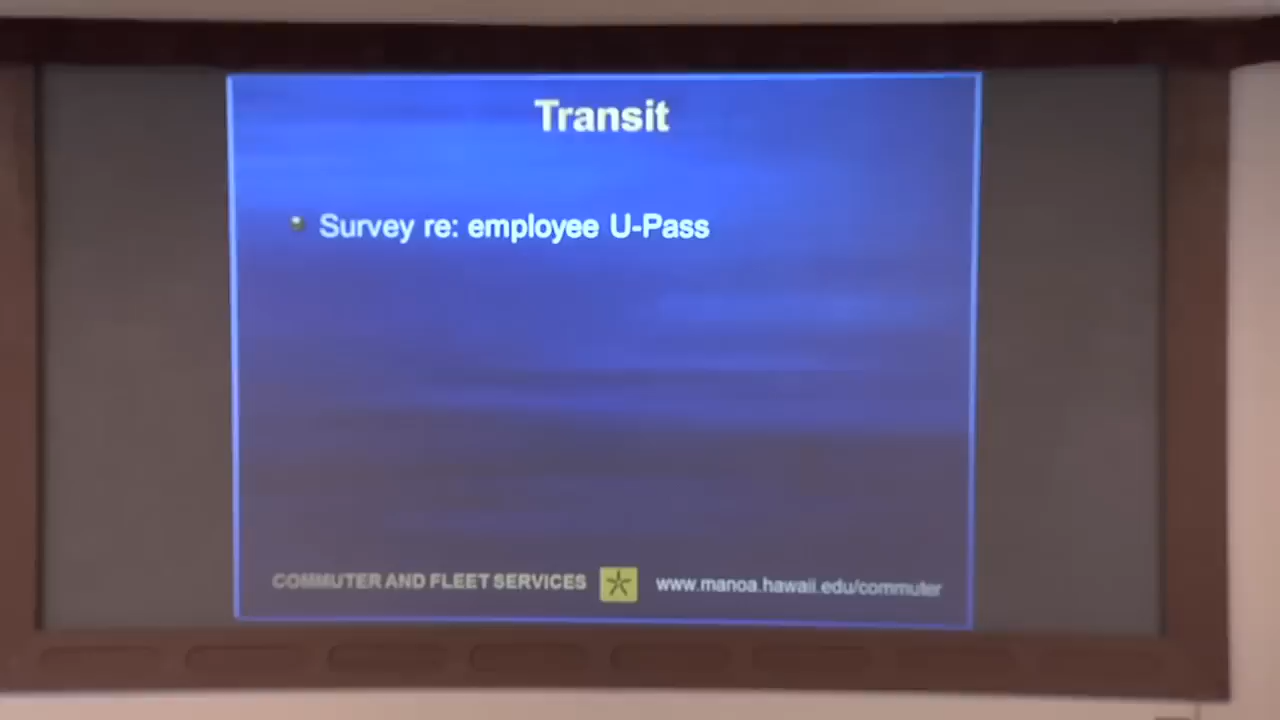 Transit
Survey re: employee U-Pass
COMMUTER AND FLEET SERVICES www.manoa.hawaii.edu/commuter